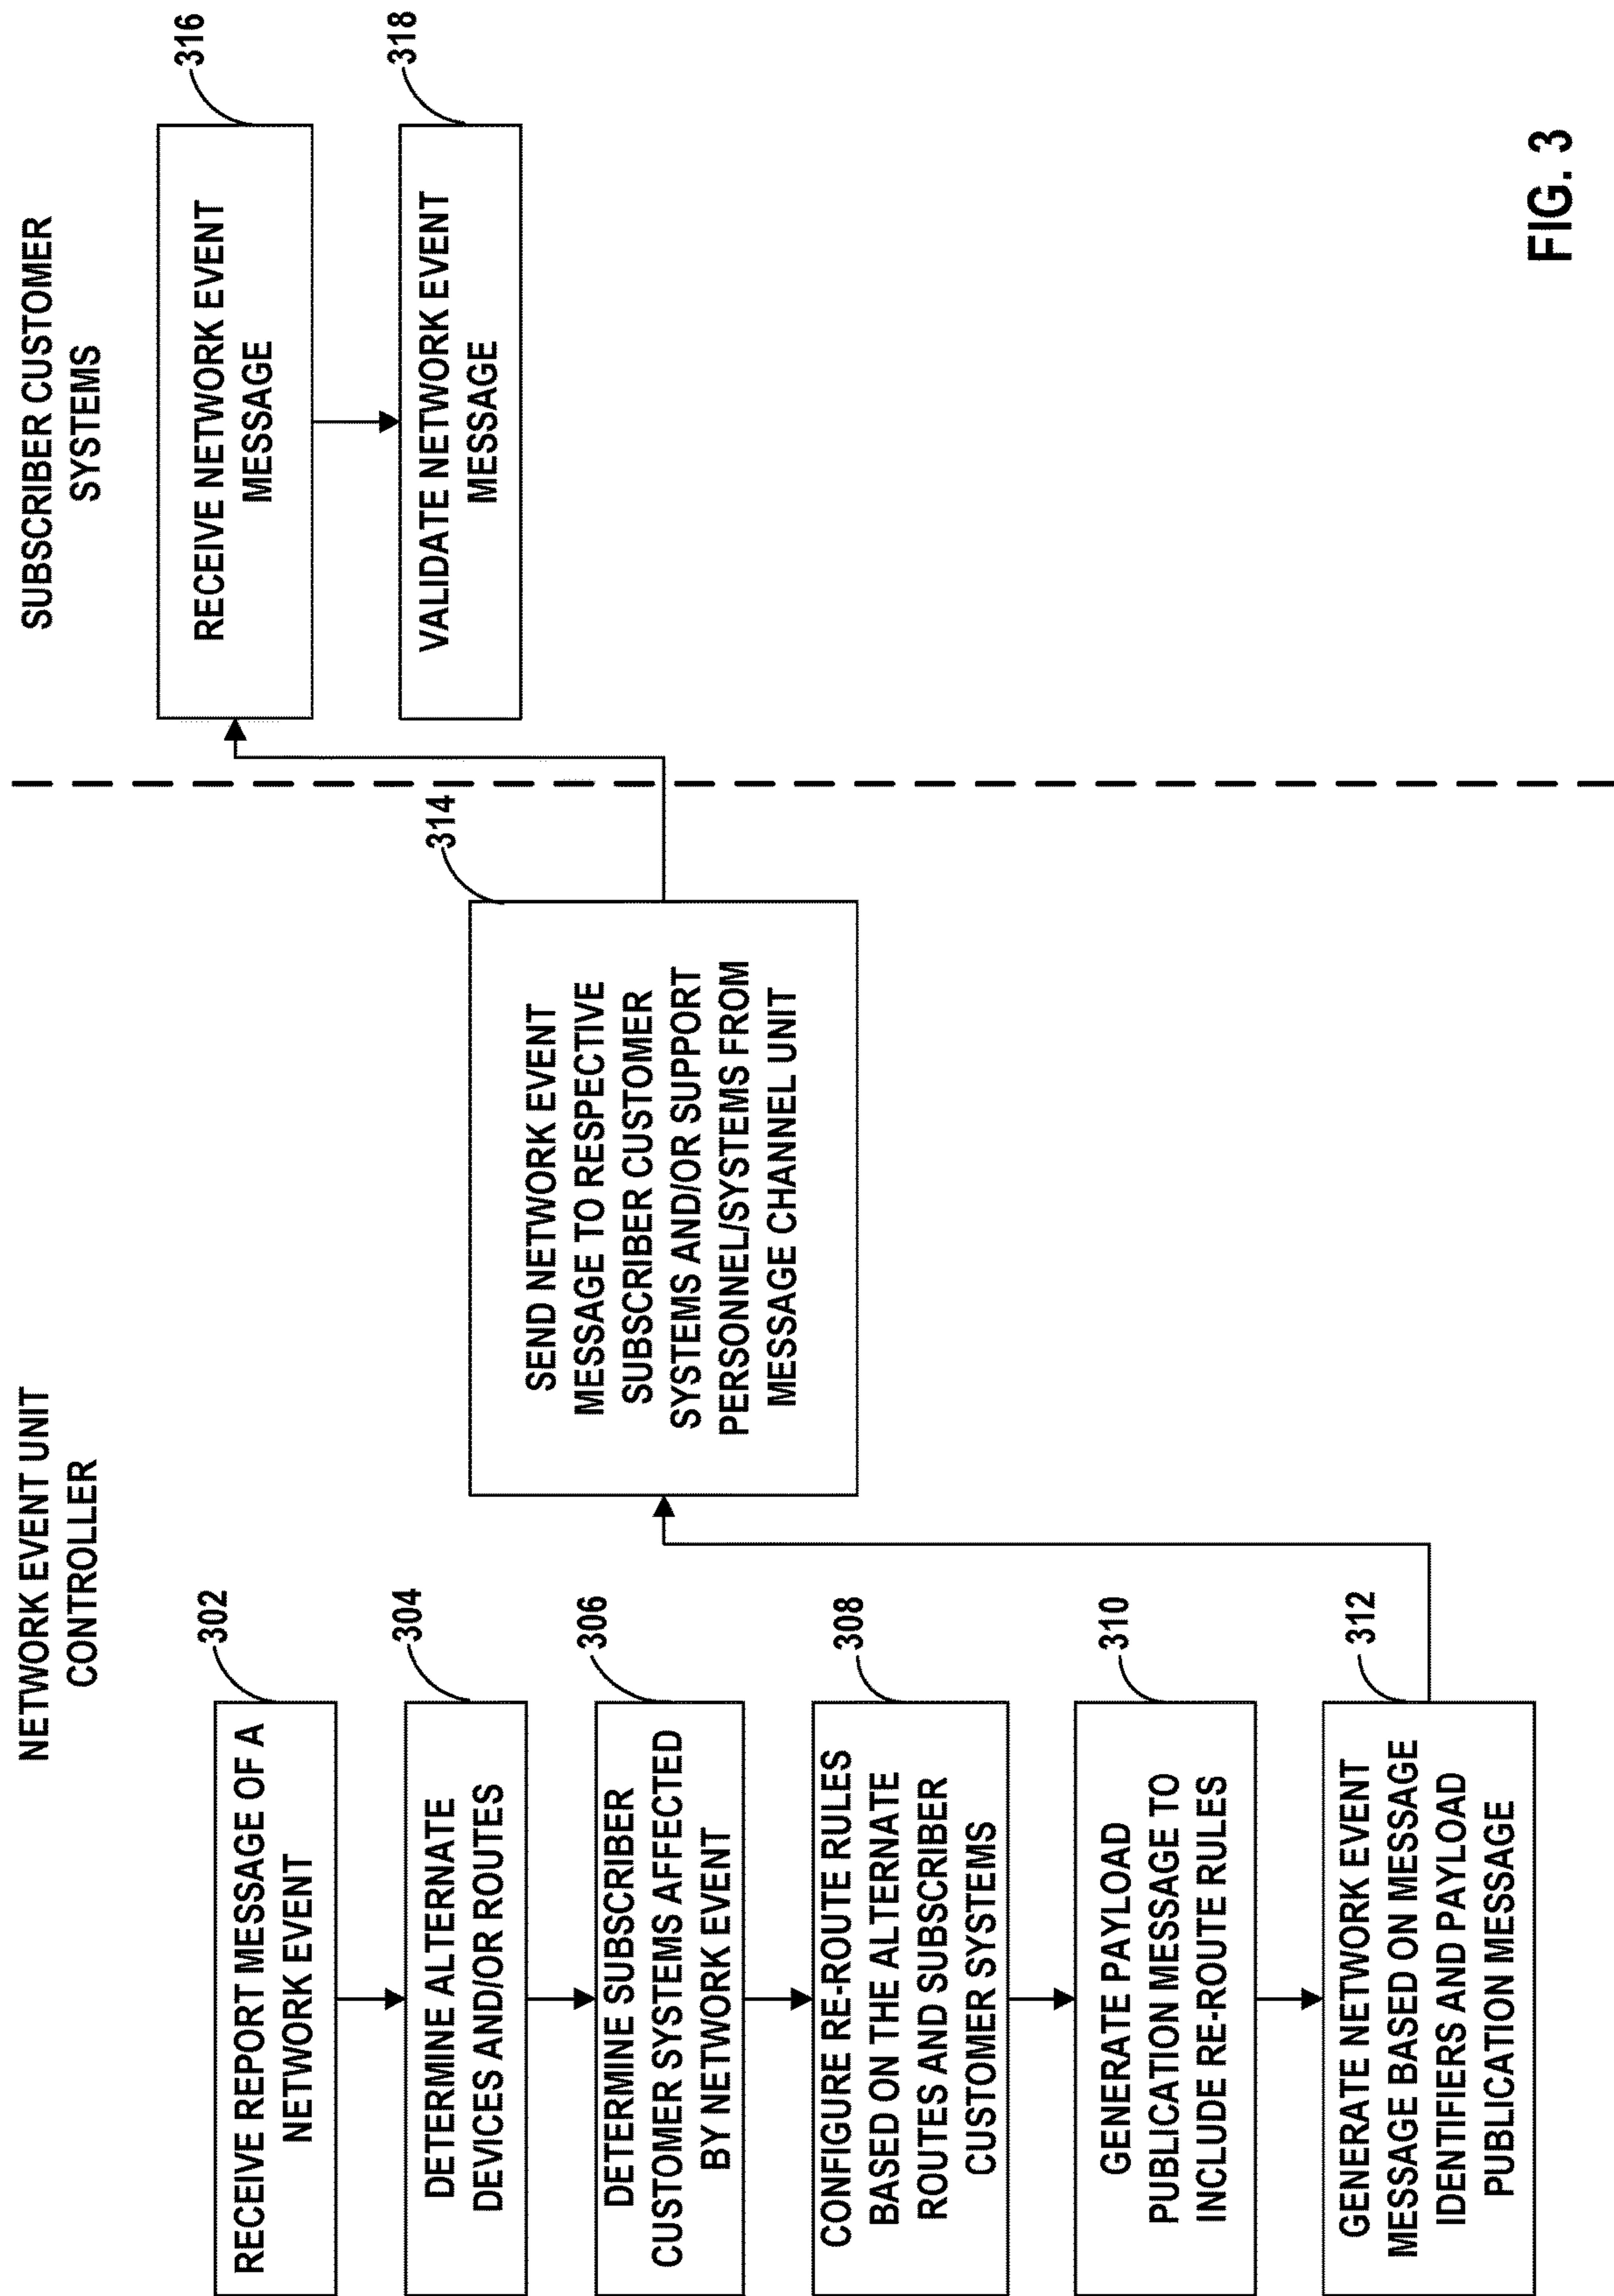 NETWORK EVENT UNIT
CONTROLLER
302
RECEIVE REPORT MESSAGE OF A
NETWORK EVENT
304
DETERMINE ALTERNATE
DEVICES AND/OR ROUTES
306
DETERMINE SUBSCRIBER
CUSTOMER SYSTEMS AFFECTED
BY NETWORK EVENT
308
CONFIGURE RE-ROUTE RULES
BASED ON THE ALTERNATE
ROUTES AND SUBSCRIBER
CUSTOMER SYSTEMS
310
GENERATE PAYLOAD
PUBLICATION MESSAGE TO
INCLUDE RE-ROUTE RULES
312
GENERATE NETWORK EVENT
MESSAGE BASED ON MESSAGE
IDENTIFIERS AND PAYLOAD
PUBLICATION MESSAGE
314
SEND NETWORK EVENT
MESSAGE TO RESPECTIVE
SUBSCRIBER CUSTOMER
SYSTEMS AND/OR SUPPORT
PERSONNEL/SYSTEMS FROM
MESSAGE CHANNEL UNIT
SUBSCRIBER CUSTOMER
SYSTEMS
316
RECEIVE NETWORK EVENT
MESSAGE
318
VALIDATE NETWORK EVENT
MESSAGE
FIG. 3